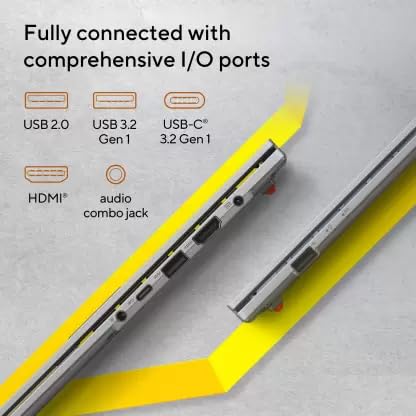 Fully connected with
comprehensive I/O ports
USB 2.0
USB 3.2
Gen 1
USB-C®
3.2 Gen 1
HDMI®
audio
combo jack